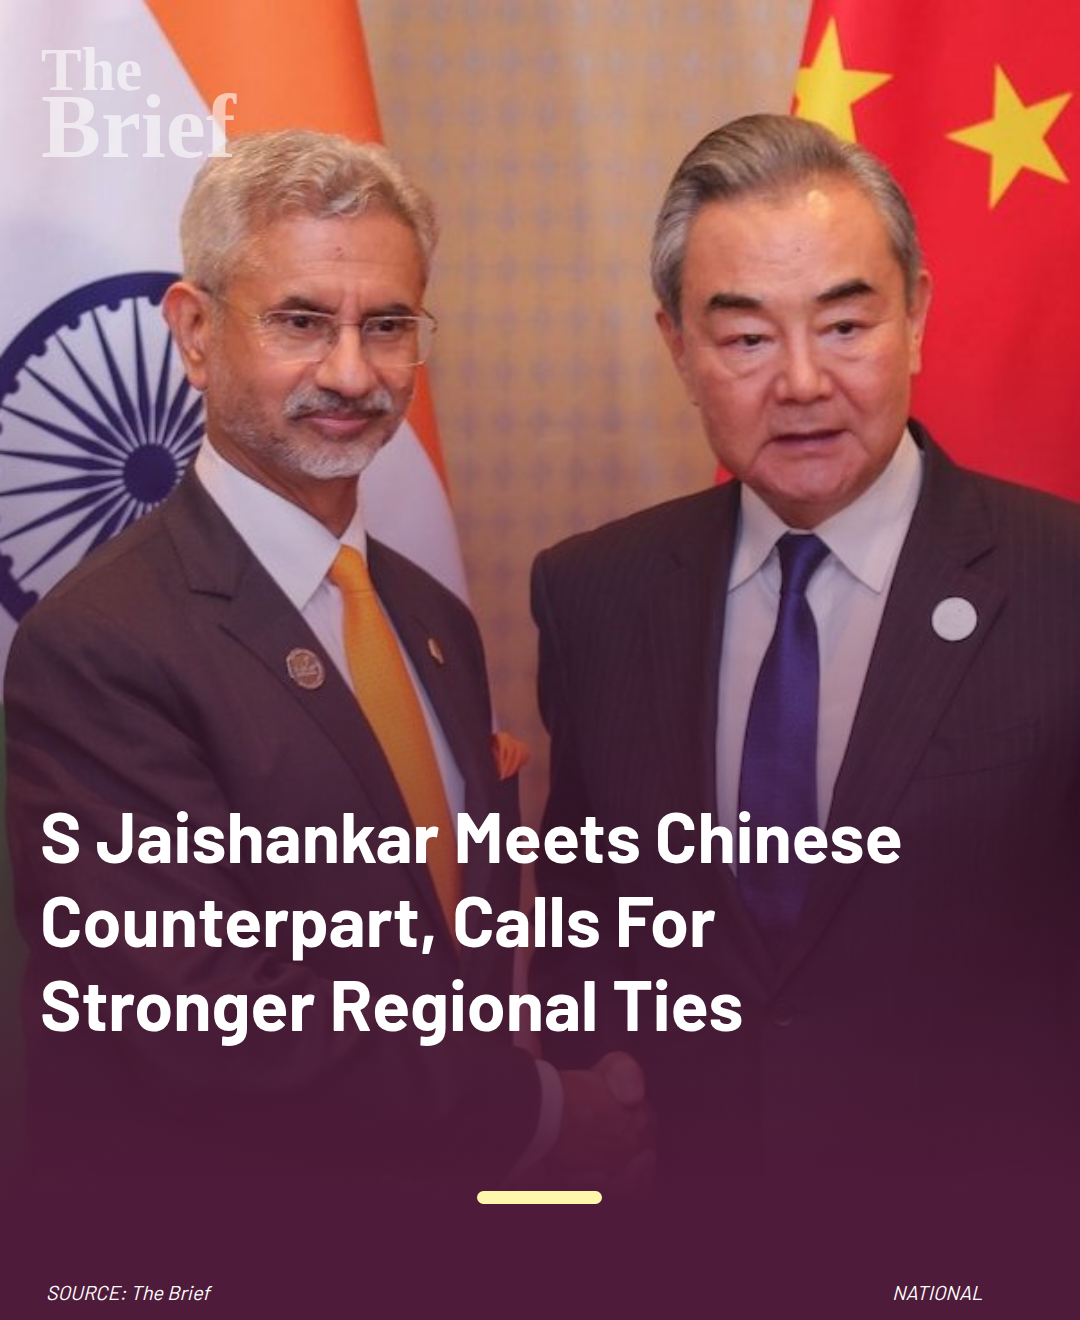 The
Brief
S Jaishankar Meets Chinese
Counterpart, Calls For
Stronger Regional Ties
SOURCE: The Brief
NATIONAL